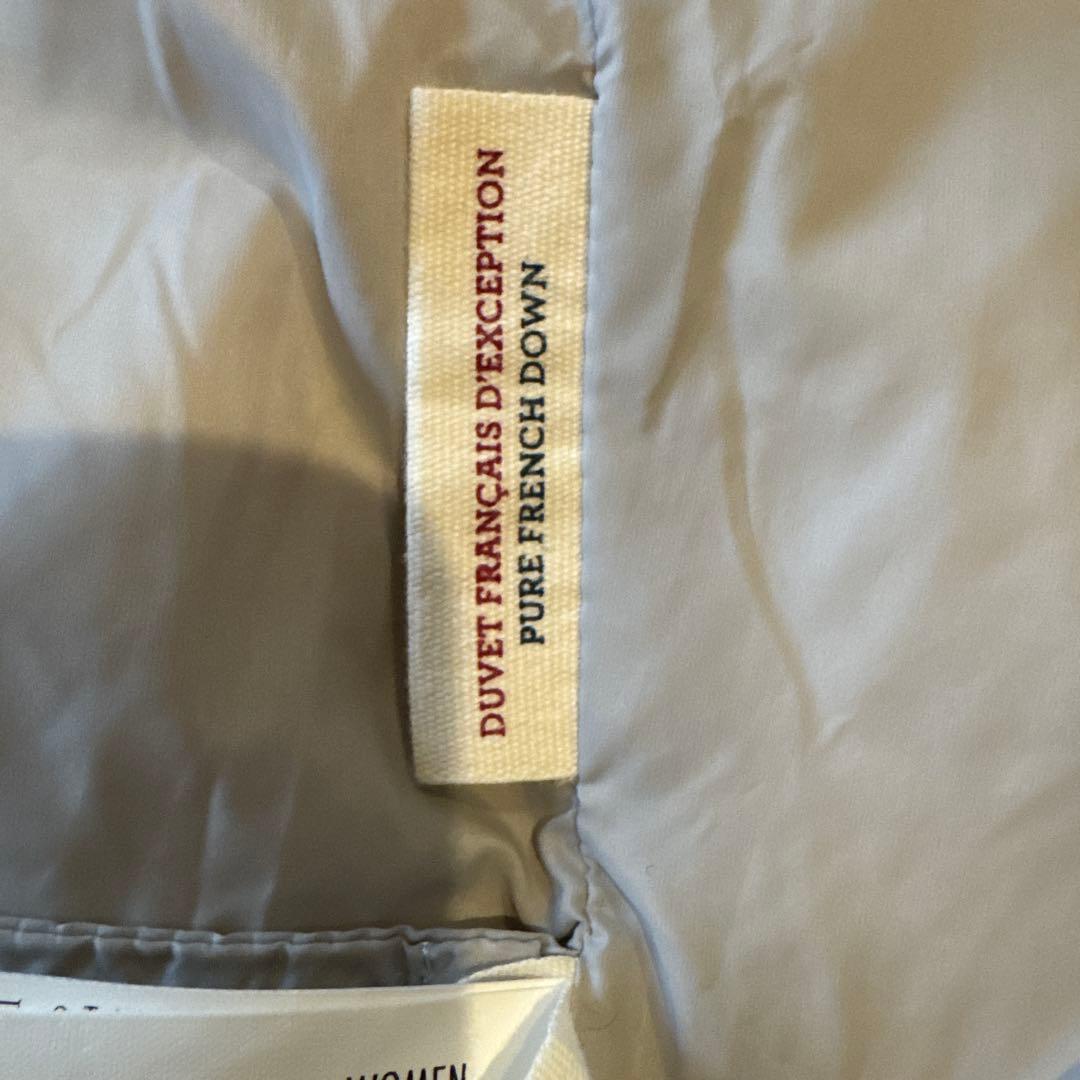 DUVET FRANÇAIS D'EXCEPTION
PURE FRENCH DOWN
WOMEN